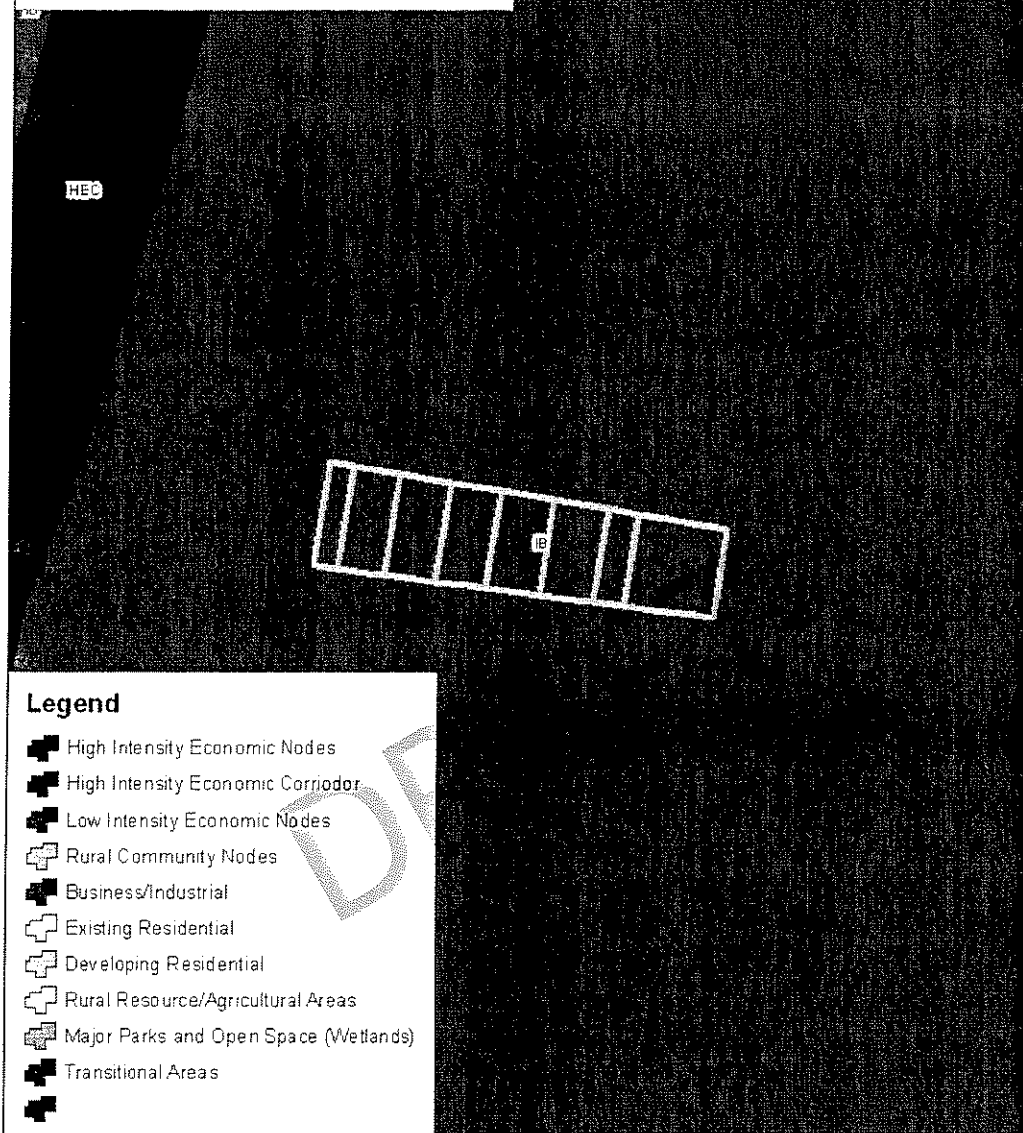 HEC
IB
Legend
High Intensity Economic Nodes
High Intensity Economic Corriodor
Low Intensity Economic Nodes
Rural Community Nodes
Business/Industrial
Existing Residential
Developing Residential
Rural Resource/Agricultural Areas
Major Parks and Open Space (Wetlands)
Transitional Areas